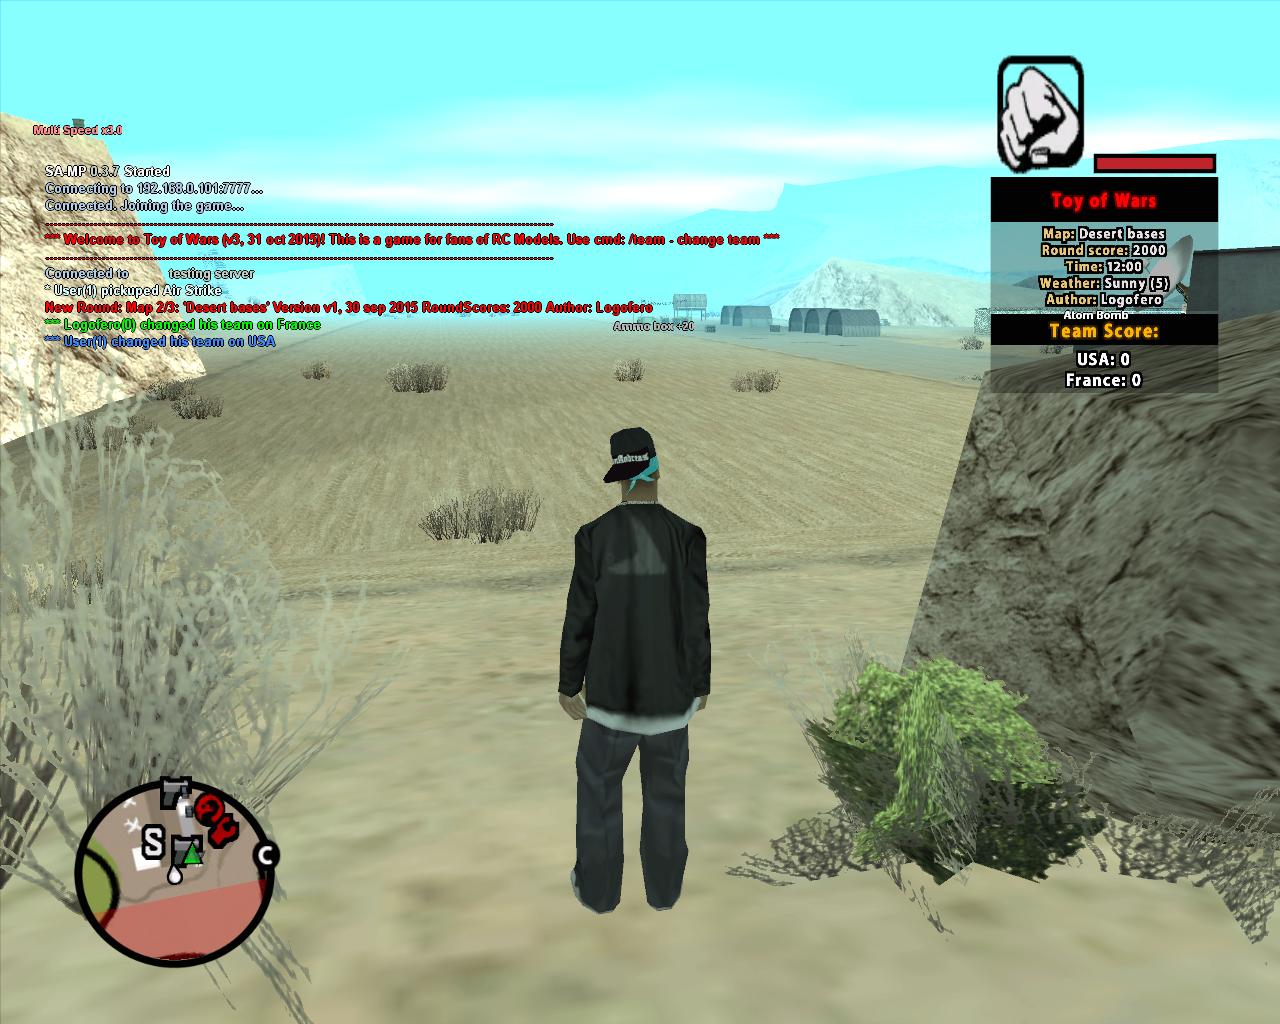 Multi Speed x3.0
SA-MP 0.3.7 Started
Connecting to 192.168.0.101:7777...
Connected. Joining the game...
*** Welcome to Toy of Wars (v3, 31 oct 2015)! This is a game for fans of RC Models. Use cmd: /team - change team ***
Connected to testing server
* User(1) pickuped Air Strike
New Round: Map 2/3: 'Desert bases' Version v1, 30 sep 2015 RoundScores: 2000 Author: Logofero
*** Logofero(0) changed his team on France
*** User(1) changed his team on USA
Ammo box +20
Toy of Wars
Map: Desert bases
Round score: 2000
Time: 12:00
Weather: Sunny (5)
Author: Logofero
Atom Bomb
Team Score:
USA: 0
France: 0
S
C